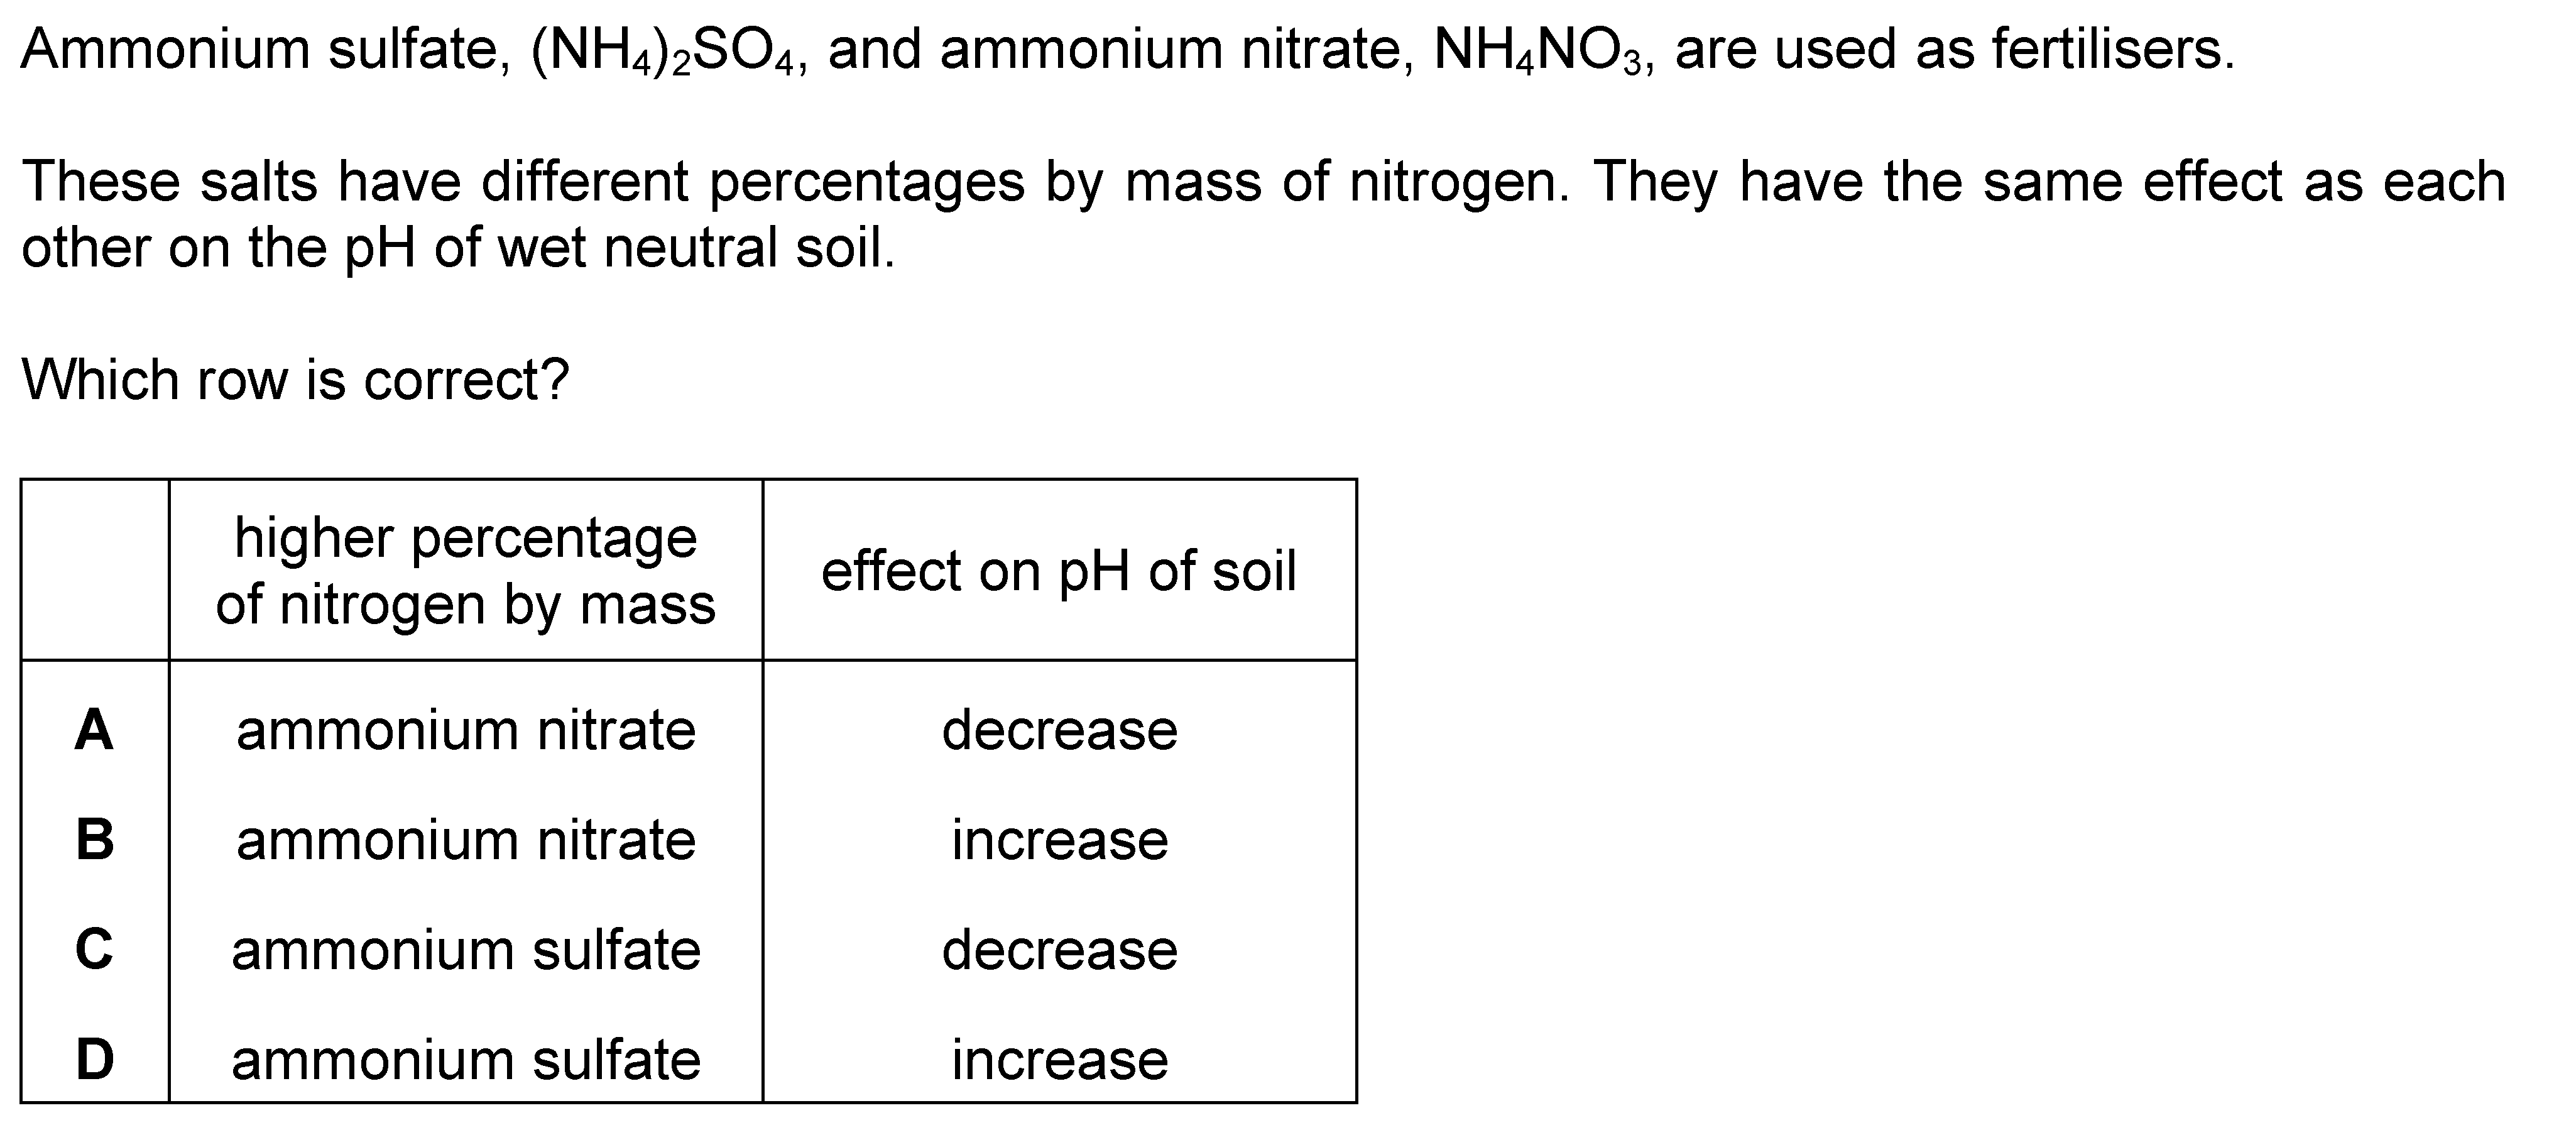 Ammonium sulfate, (NH₄)₂SO₄, and ammonium nitrate, NH₄NO₃, are used as fertilisers.
These salts have different percentages by mass of nitrogen. They have the same effect as each
other on the pH of wet neutral soil.
Which row is correct?
higher percentage
of nitrogen by mass
effect on pH of soil
A ammonium nitrate decrease
B ammonium nitrate increase
C ammonium sulfate decrease
D ammonium sulfate increase